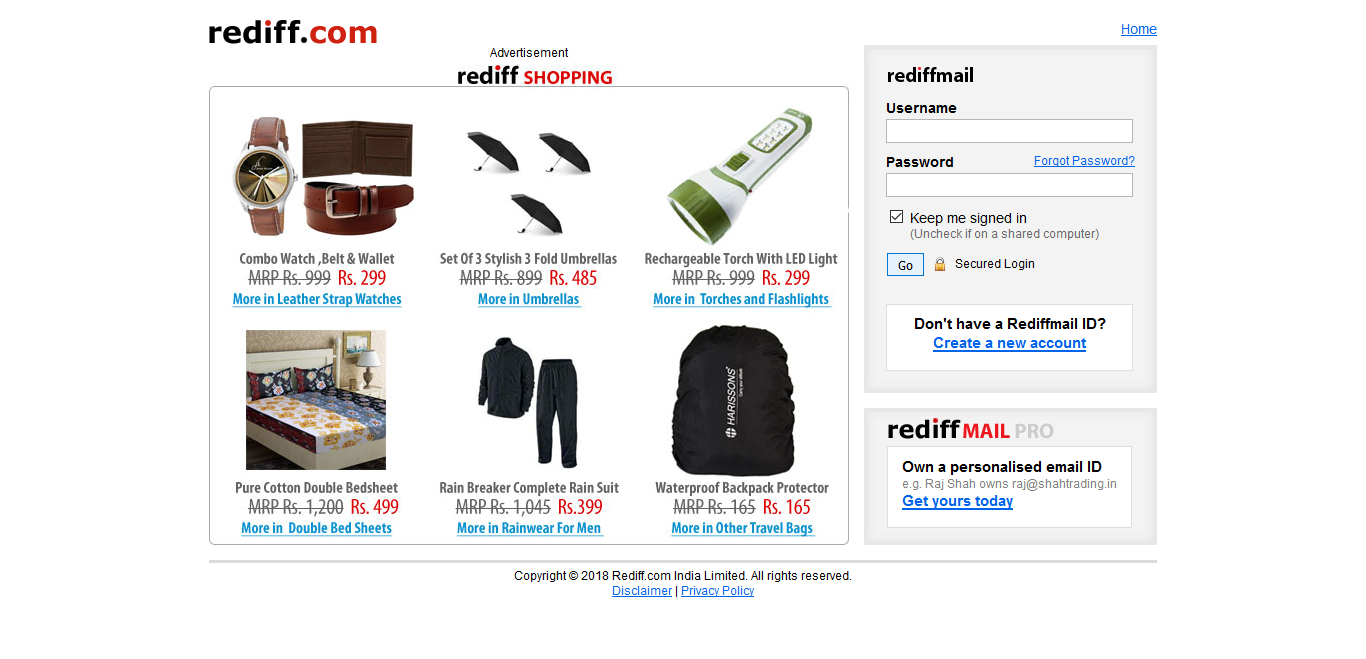 rediff.com
Home
Advertisement
rediff SHOPPING
Combo Watch ,Belt & Wallet
MRP Rs. 999 Rs. 299
More in Leather Strap Watches
Set Of 3 Stylish 3 Fold Umbrellas
MRP Rs. 899 Rs. 485
More in Umbrellas
Rechargeable Torch With LED Light
MRP Rs. 999 Rs. 299
More in Torches and Flashlights
Pure Cotton Double Bedsheet
MRP Rs. 1,200 Rs. 499
More in Double Bed Sheets
Rain Breaker Complete Rain Suit
MRP Rs. 1,045 Rs.399
More in Rainwear For Men
HARISSONS
Waterproof Backpack Protector
MRP Rs. 165 Rs. 165
More in Other Travel Bags
rediffmail
Username
Password Forgot Password?
Keep me signed in
(Uncheck if on a shared computer)
Go Secured Login
Don't have a Rediffmail ID?
Create a new account
rediff MAIL PRO
Own a personalised email ID
e.g. Raj Shah owns raj@shahtrading.in
Get yours today
Copyright © 2018 Rediff.com India Limited. All rights reserved.
Disclaimer | Privacy Policy